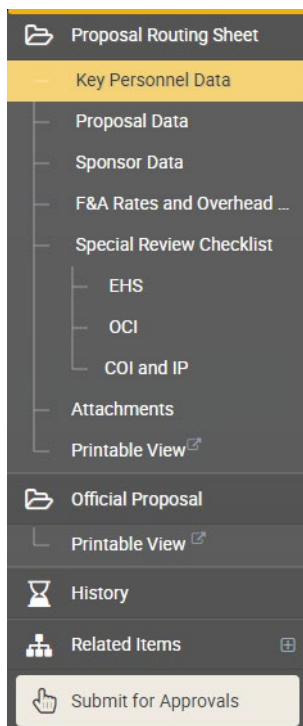 Proposal Routing Sheet
Key Personnel Data
Proposal Data
Sponsor Data
F&A Rates and Overhead ...
Special Review Checklist
EHS
OCI
COI and IP
Attachments
Printable View
Official Proposal
Printable View
History
Related Items
Submit for Approvals